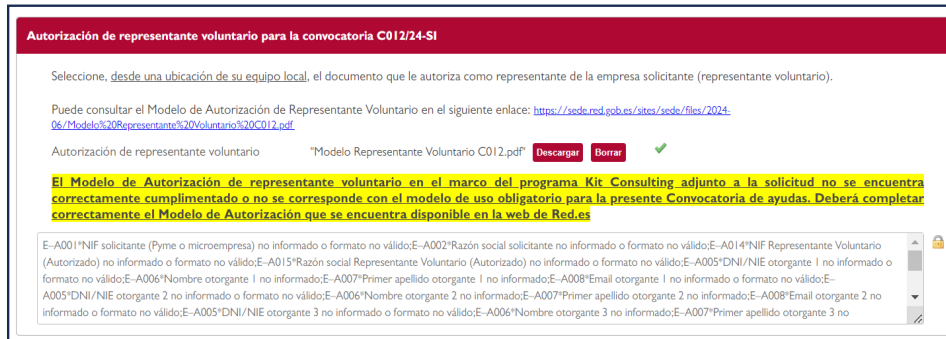 Autorización de representante voluntario para la convocatoria C012/24-SI
Seleccione, desde una ubicación de su equipo local, el documento que le autoriza como representante de la empresa solicitante (representante voluntario).
Puede consultar el Modelo de Autorización de Representante Voluntario en el siguiente enlace: https://sede.red.gob.es/sites/sede/files/2024-
06/Modelo%20Representante%20Voluntario%20C012.pdf
Autorización de representante voluntario "Modelo Representante Voluntario C012.pdf" Descargar Borrar
El Modelo de Autorización de representante voluntario en el marco del programa Kit Consulting adjunto a la solicitud no se encuentra
correctamente cumplimentado o no se corresponde con el modelo de uso obligatorio para la presente Convocatoria de ayudas. Deberá completar
correctamente el Modelo de Autorización que se encuentra disponible en la web de Red.es
E–A001*NIF solicitante (Pyme o microempresa) no informado o formato no válido;E–A002*Razón social solicitante no informado o formato no válido;E–A014*NIF Representante Voluntario
(Autorizado) no informado o formato no válido;E–A015*Razón social Representante Voluntario (Autorizado) no informado o formato no válido;E–A005*DNI/NIE otorgante 1 no informado o
formato no válido;E–A006*Nombre otorgante 1 no informado;E–A007*Primer apellido otorgante 1 no informado;E–A008*Email otorgante 1 no informado o formato no válido;E–
A005*DNI/NIE otorgante 2 no informado o formato no válido;E–A006*Nombre otorgante 2 no informado;E–A007*Primer apellido otorgante 2 no informado;E–A008*Email otorgante 2 no
informado o formato no válido;E–A005*DNI/NIE otorgante 3 no informado o formato no válido;E–A006*Nombre otorgante 3 no informado;E–A007*Primer apellido otorgante 3 no